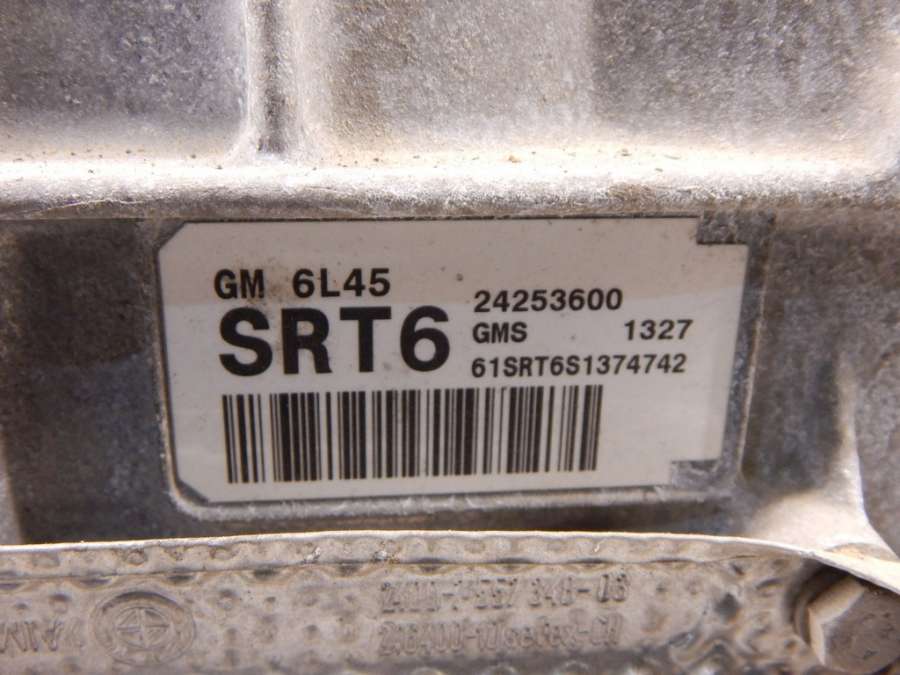 GM 6L45
SRT6
24253600
GMS 1327
61SRT6S1374742